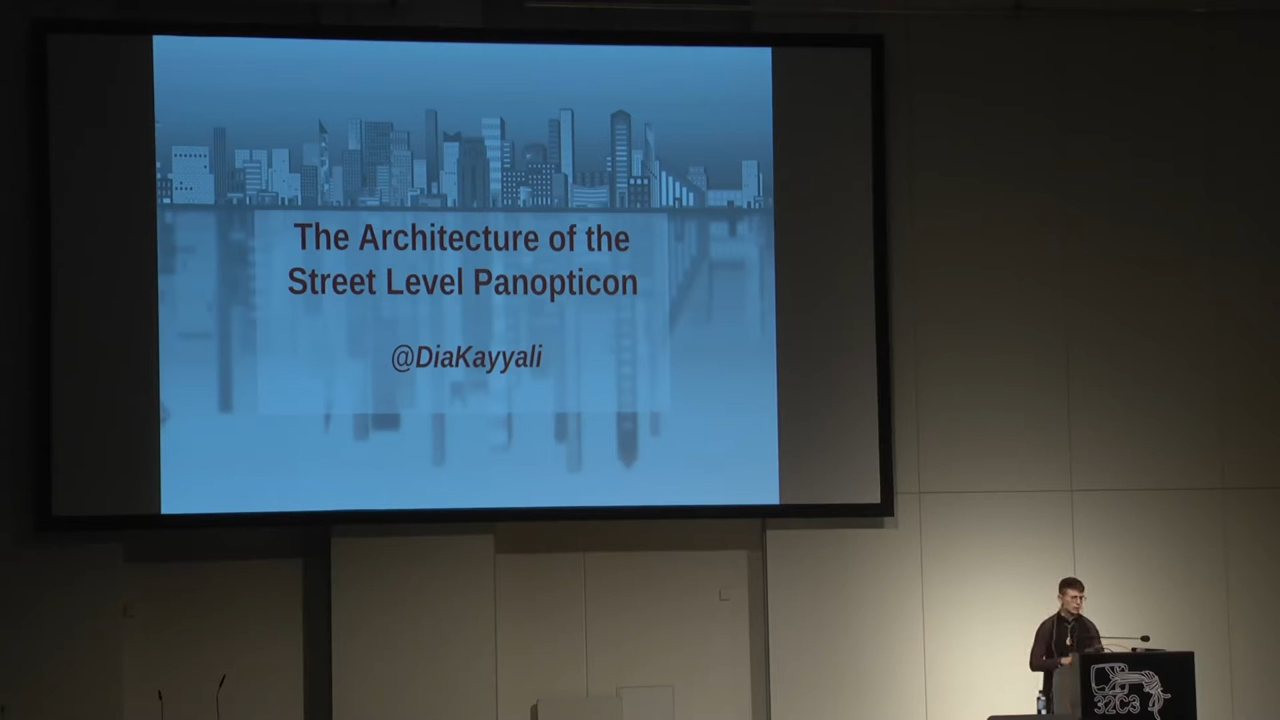 The Architecture of the
Street Level Panopticon
@DiaKayyali
32C3